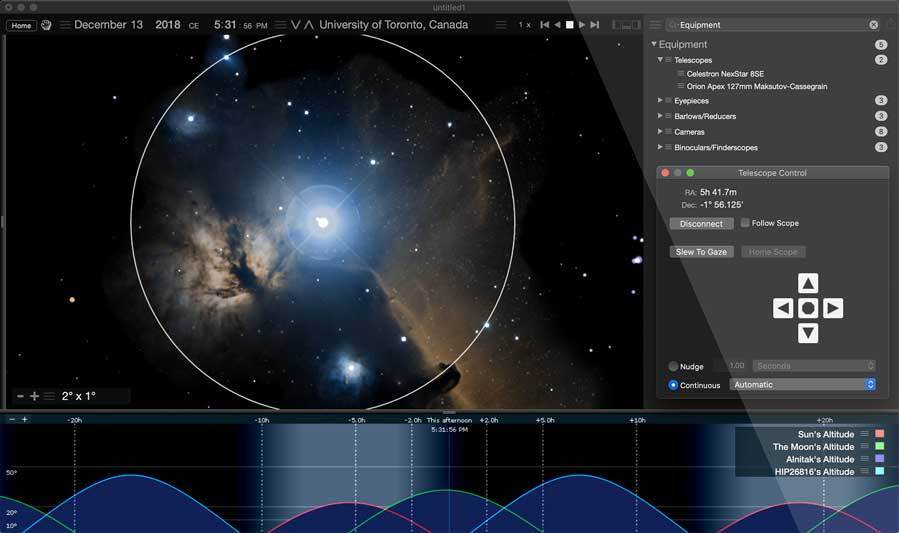 untitled1
Home December 13 2018 CE 5:31 : 56 PM University of Toronto, Canada 1 x
Equipment
Equipment 5
Telescopes 2
Celestron NexStar 8SE
Orion Apex 127mm Maksutov-Cassegrain
Eyepieces 3
Barlows/Reducers 3
Cameras 8
Binoculars/Finderscopes 3
Telescope Control
RA: 5h 41.7m
Dec: -1° 56.125'
Disconnect Follow Scope
Slew To Gaze Home Scope
Nudge 1.00 Seconds
Continuous Automatic
2° x 1°
-20h -10h -5.0h -2.0h This afternoon +2.0h +5.0h +10h +20h
5:31:56 PM
Sun's Altitude
The Moon's Altitude
Alnitak's Altitude
HIP26816's Altitude
50°
20°
10°